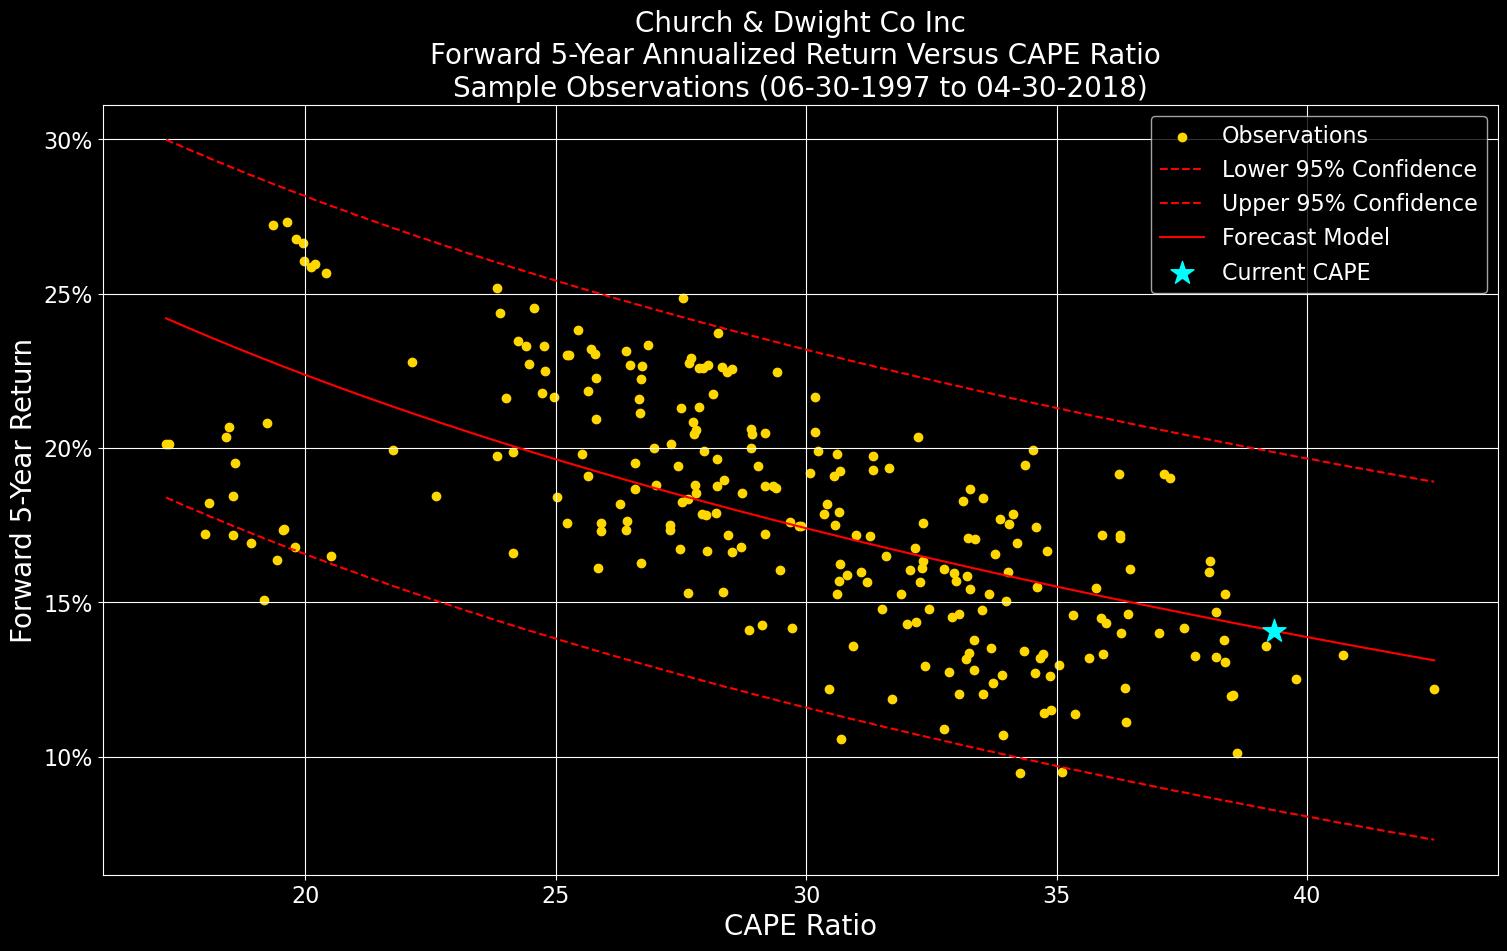 Church & Dwight Co Inc
Forward 5-Year Annualized Return Versus CAPE Ratio
Sample Observations (06-30-1997 to 04-30-2018)
Observations
Lower 95% Confidence
Upper 95% Confidence
Forecast Model
Current CAPE
Forward 5-Year Return
30%
25%
20%
15%
10%
20 25 30 35 40
CAPE Ratio